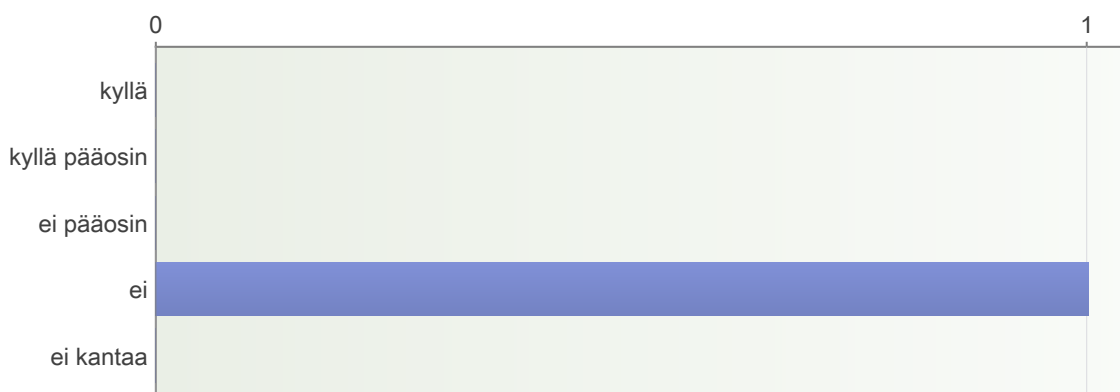 0 1
kyllä
kyllä pääosin
ei pääosin
ei
ei kantaa